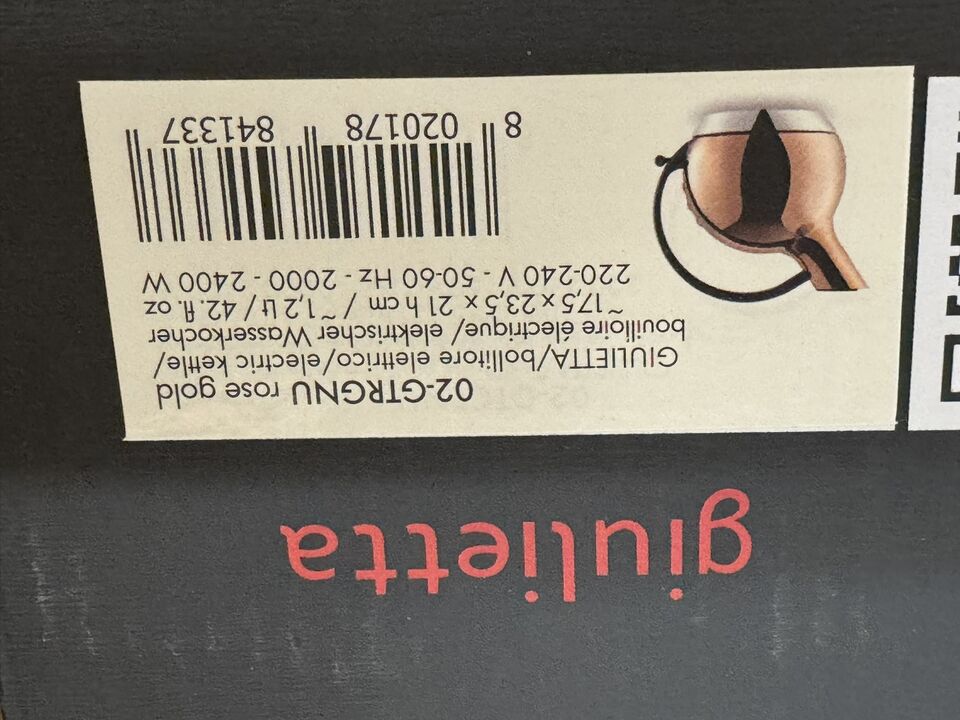 giulietta
02-GTRGNU rose gold
GIULIETTA/bollitore elettrico/electric kettle/
bouilloire électrique/ elektrischer Wasserkocher
~17,5 x 23,5 x 21 h cm / ~1,2 lt / 42. fl. oz
220-240 V - 50-60 Hz - 2000 - 2400 W
8 020178 841337